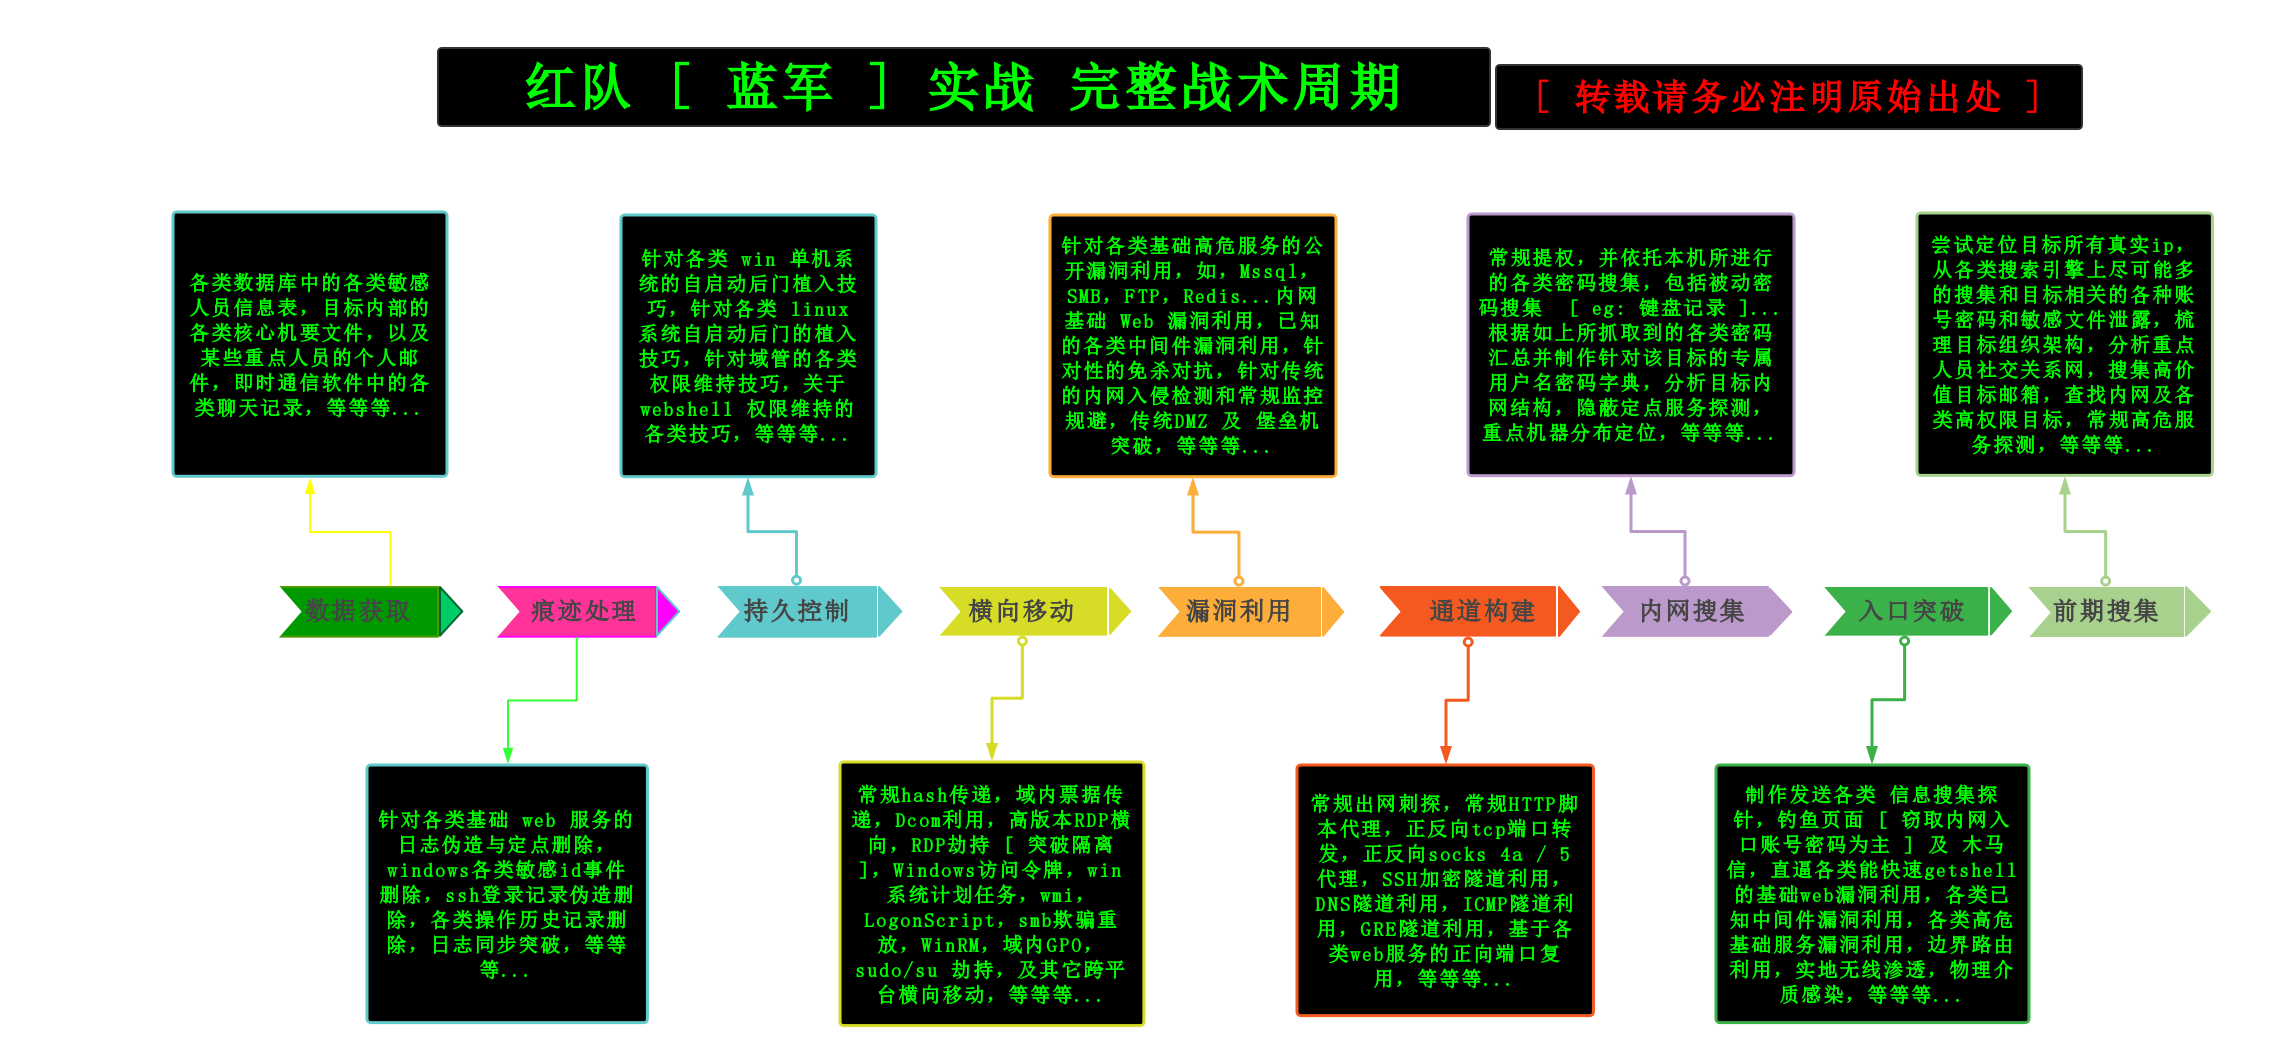 红队 [ 蓝军 ] 实战 完整战术周期
[ 转载请务必注明原始出处 ]
各类数据库中的各类敏感
人员信息表，目标内部的
各类核心机要文件，以及
某些重点人员的个人邮
件，即时通信软件中的各
类聊天记录，等等等...
针对各类 win 单机系
统的自启动后门植入技
巧，针对各类 linux
系统自启动后门的植入
技巧，针对域管的各类
权限维持技巧，关于
webshell 权限维持的
各类技巧，等等等...
针对各类基础高危服务的公
开漏洞利用，如，Mssql，
SMB，FTP，Redis...内网
基础 Web 漏洞利用，已知
的各类中间件漏洞利用，针
对性的免杀对抗，针对传统
的内网入侵检测和常规监控
规避，传统DMZ 及 堡垒机
突破，等等等...
常规提权，并依托本机所进行
的各类密码搜集，包括被动密
码搜集 [ eg: 键盘记录 ]...
根据如上所抓取到的各类密码
汇总并制作针对该目标的专属
用户名密码字典，分析目标内
网结构，隐蔽定点服务探测，
重点机器分布定位，等等等...
尝试定位目标所有真实ip，
从各类搜索引擎上尽可能多
的搜集和目标相关的各种账
号密码和敏感文件泄露，梳
理目标组织架构，分析重点
人员社交关系网，搜集高价
值目标邮箱，查找内网及各
类高权限目标，常规高危服
务探测，等等等...
数据获取
痕迹处理
持久控制
横向移动
漏洞利用
通道构建
内网搜集
入口突破
前期搜集
针对各类基础 web 服务的
日志伪造与定点删除，
windows各类敏感id事件
删除，ssh登录记录伪造删
除，各类操作历史记录删
除，日志同步突破，等等
等...
常规hash传递，域内票据传
递，Dcom利用，高版本RDP横
向，RDP劫持 [ 突破隔离
]，Windows访问令牌，win
系统计划任务，wmi，
LogonScript，smb欺骗重
放，WinRM，域内GPO，
sudo/su 劫持，及其它跨平
台横向移动，等等等...
常规出网刺探，常规HTTP脚
本代理，正反向tcp端口转
发，正反向socks 4a / 5
代理，SSH加密隧道利用，
DNS隧道利用，ICMP隧道利
用，GRE隧道利用，基于各
类web服务的正向端口复
用，等等等...
制作发送各类 信息搜集探
针，钓鱼页面 [ 窃取内网入
口账号密码为主 ] 及 木马
信，直逼各类能快速getshell
的基础web漏洞利用，各类已
知中间件漏洞利用，各类高危
基础服务漏洞利用，边界路由
利用，实地无线渗透，物理介
质感染，等等等...